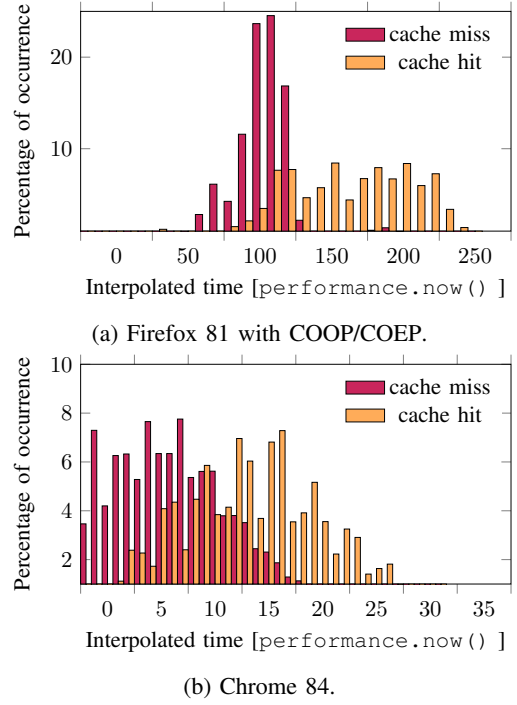 cache miss
cache hit
Percentage of occurrence
20
10
0 50 100 150 200 250
Interpolated time [performance.now() ]
(a) Firefox 81 with COOP/COEP.
10
cache miss
cache hit
Percentage of occurrence
8
6
4
2
0 5 10 15 20 25 30 35
Interpolated time [performance.now() ]
(b) Chrome 84.